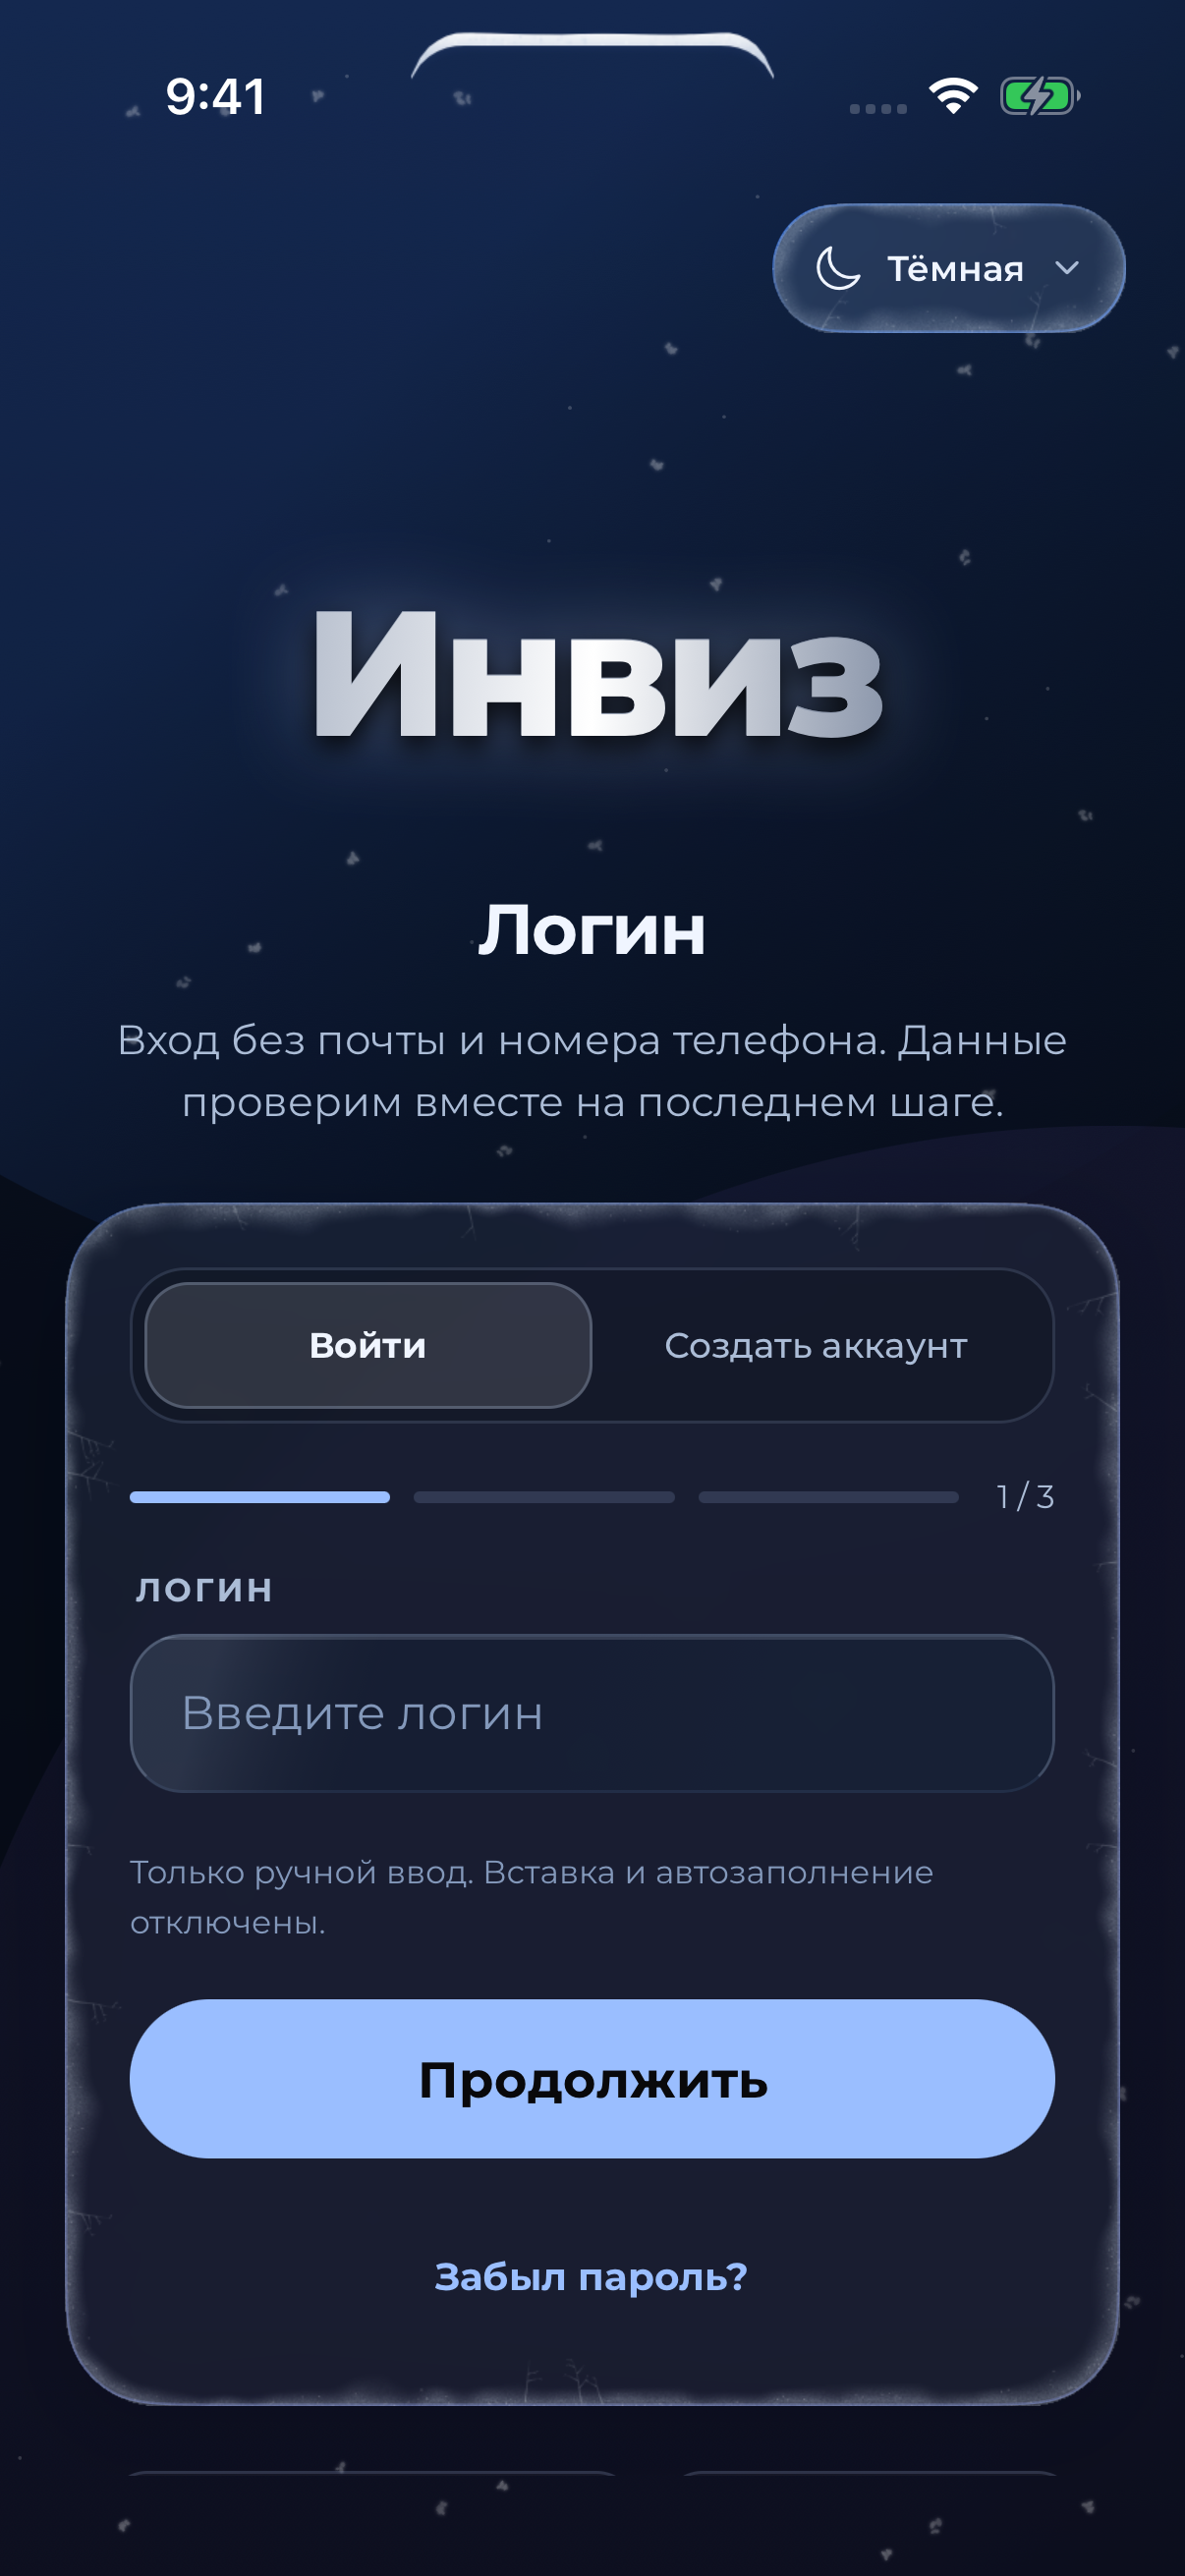 9:41
Тёмная
Инвиз
Логин
Вход без почты и номера телефона. Данные
проверим вместе на последнем шаге.
Войти
Создать аккаунт
1 / 3
логин
Введите логин
Только ручной ввод. Вставка и автозаполнение
отключены.
Продолжить
Забыл пароль?